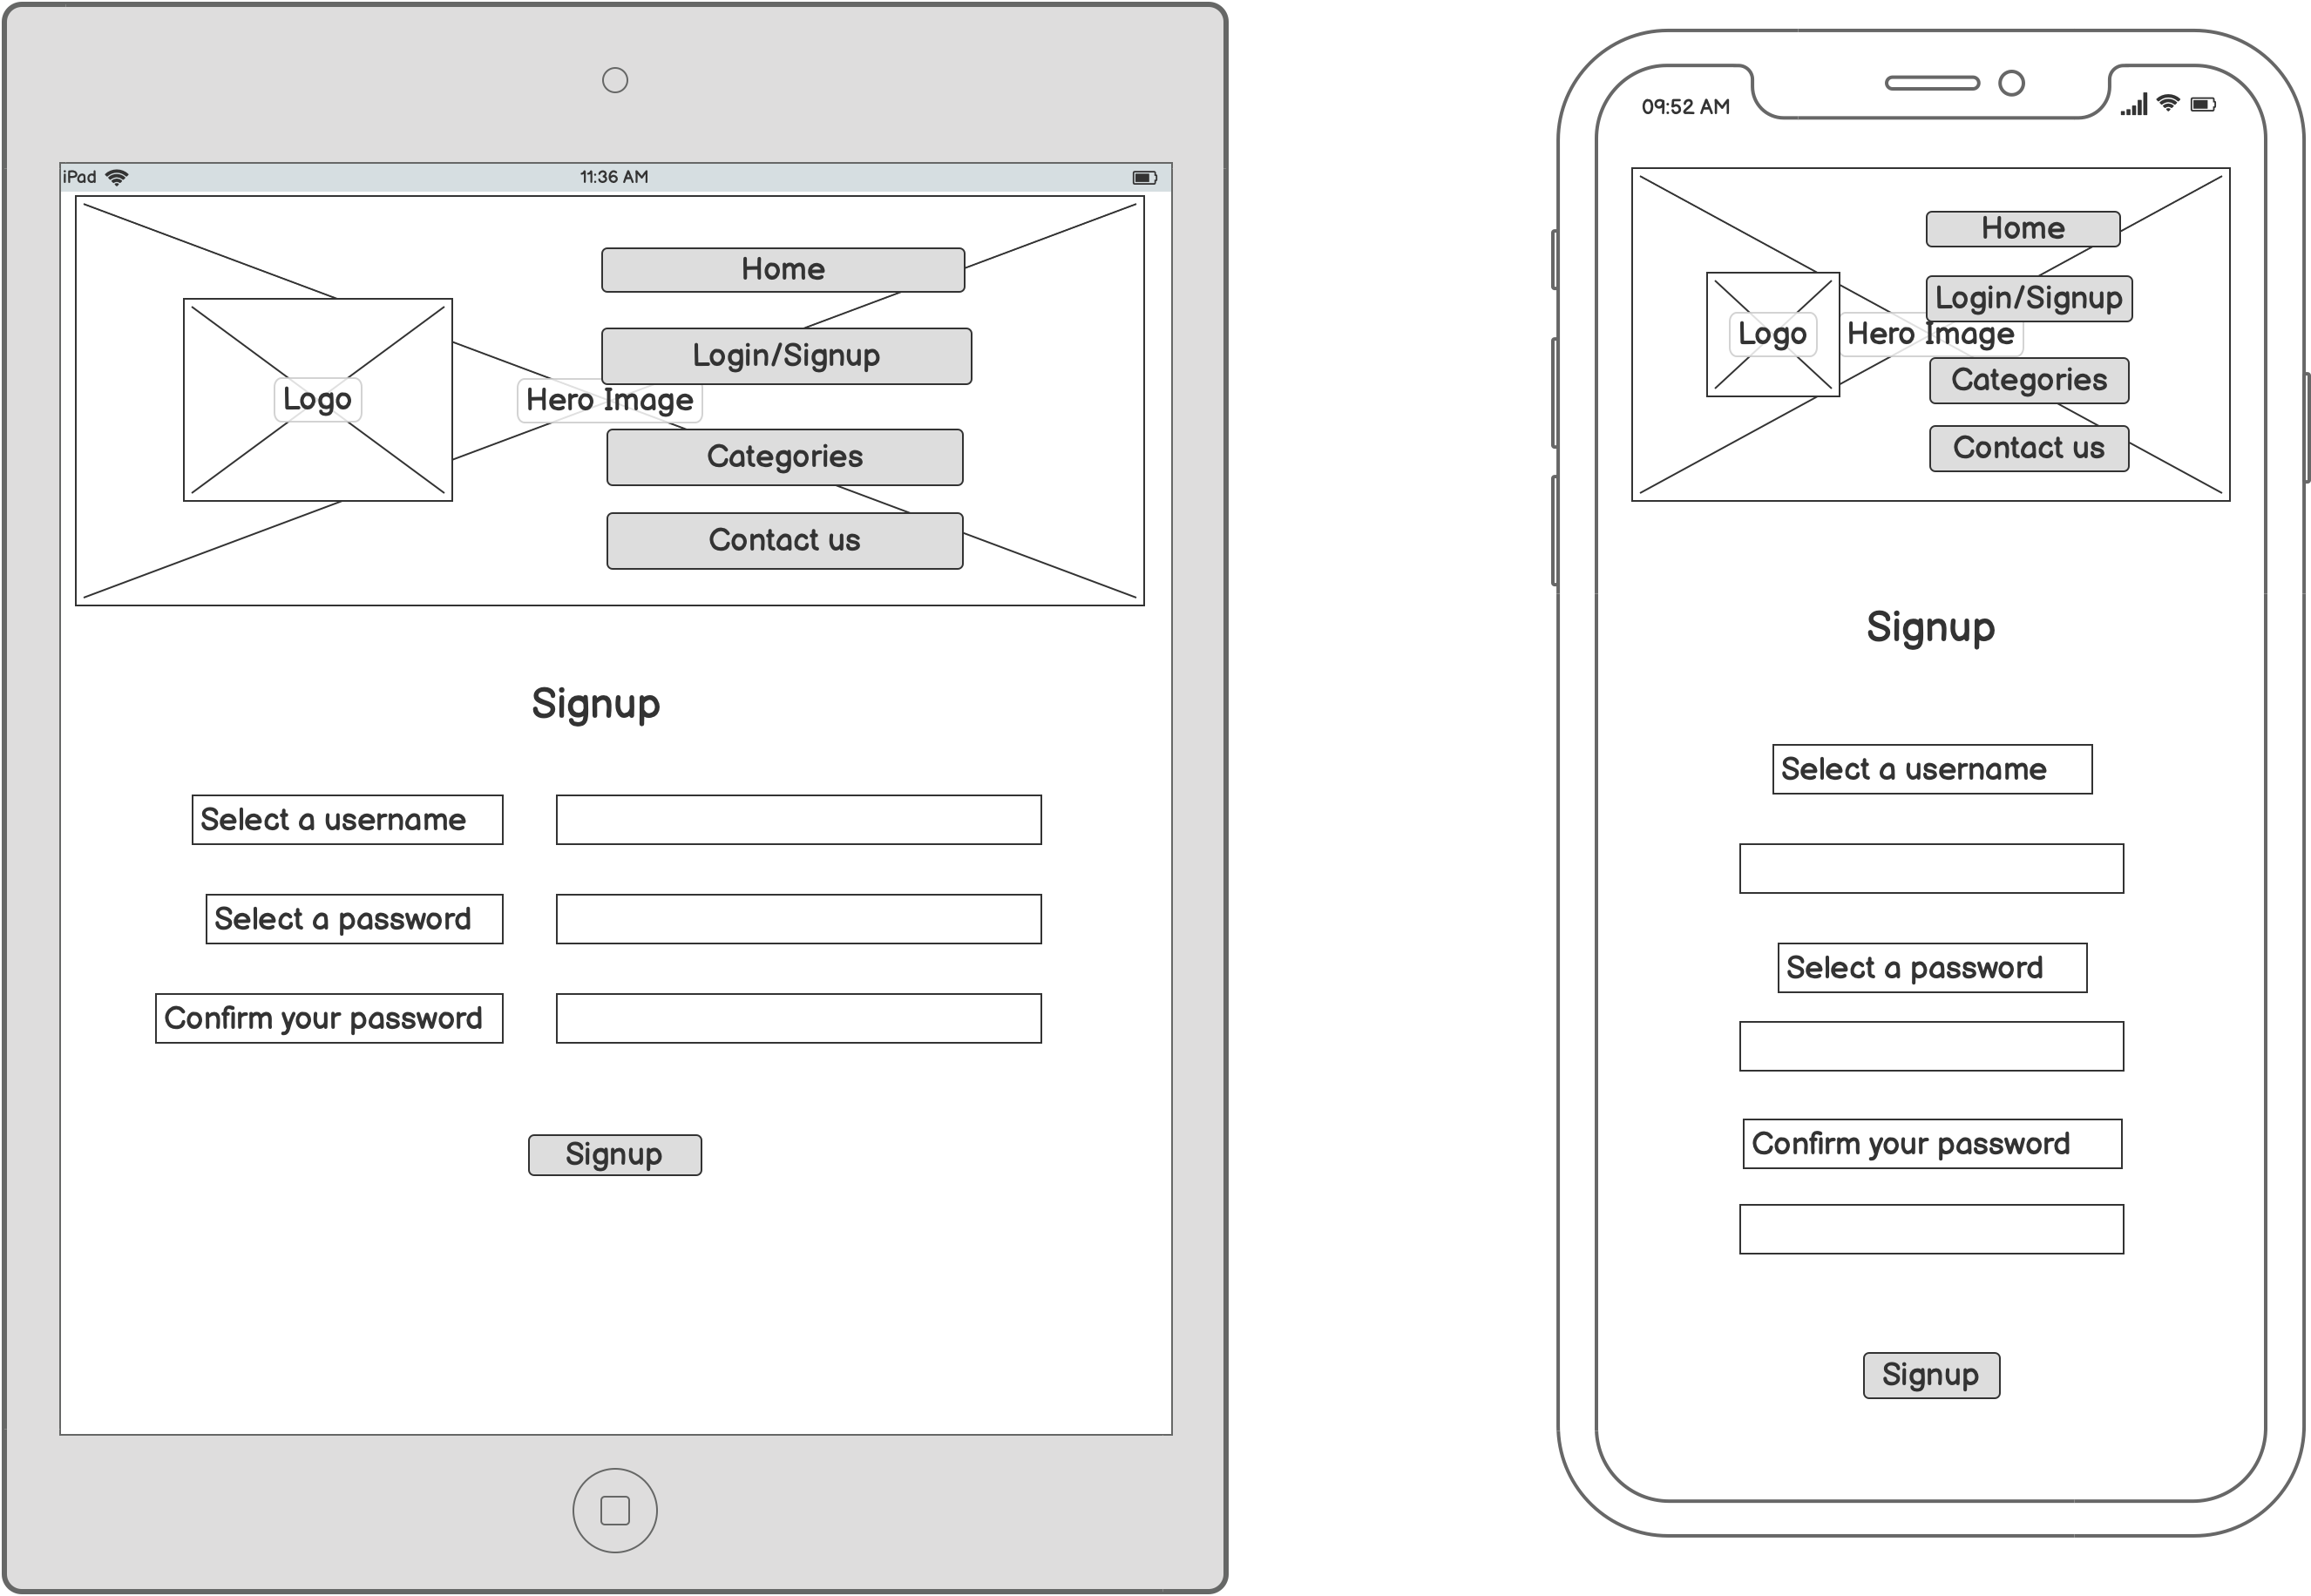 iPad 11:36 AM
Home
Login/Signup
Logo
Hero Image
Categories
Contact us
Signup
Select a username
Select a password
Confirm your password
Signup
09:52 AM
Home
Login/Signup
Logo
Hero Image
Categories
Contact us
Signup
Select a username
Select a password
Confirm your password
Signup